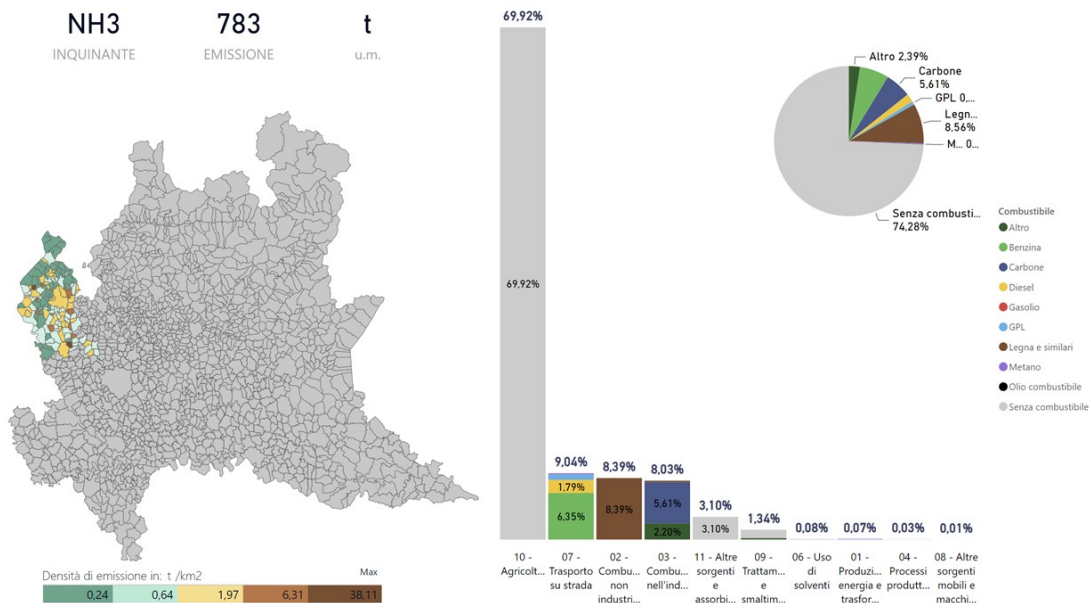 NH3
783
t
INQUINANTE
EMISSIONE
u.m.
Densità di emissione in: t /km2
Max
0,24
0,64
1,97
6,31
38,11
69,92%
69,92%
9,04%
1,79%
6,35%
8,39%
8,39%
8,03%
5,61%
2,20%
3,10%
3,10%
1,34%
0,08%
0,07%
0,03%
0,01%
10 -
Agricolt...
07 -
Trasporto
su strada
02 -
Combu...
non
industri...
03 -
Combu...
nell'ind...
11 - Altre
sorgenti
e
assorbi...
09 -
Trattam...
e
smaltim...
06 - Uso
di
solventi
01 -
Produzi...
energia e
trasfor...
04 -
Processi
produtt...
08 - Altre
sorgenti
mobili e
macchi...
Altro 2,39%
Carbone
5,61%
GPL 0,...
Legn...
8,56%
M... 0...
Senza combusti...
74,28%
Combustibile
Altro
Benzina
Carbone
Diesel
Gasolio
GPL
Legna e similari
Metano
Olio combustibile
Senza combustibile